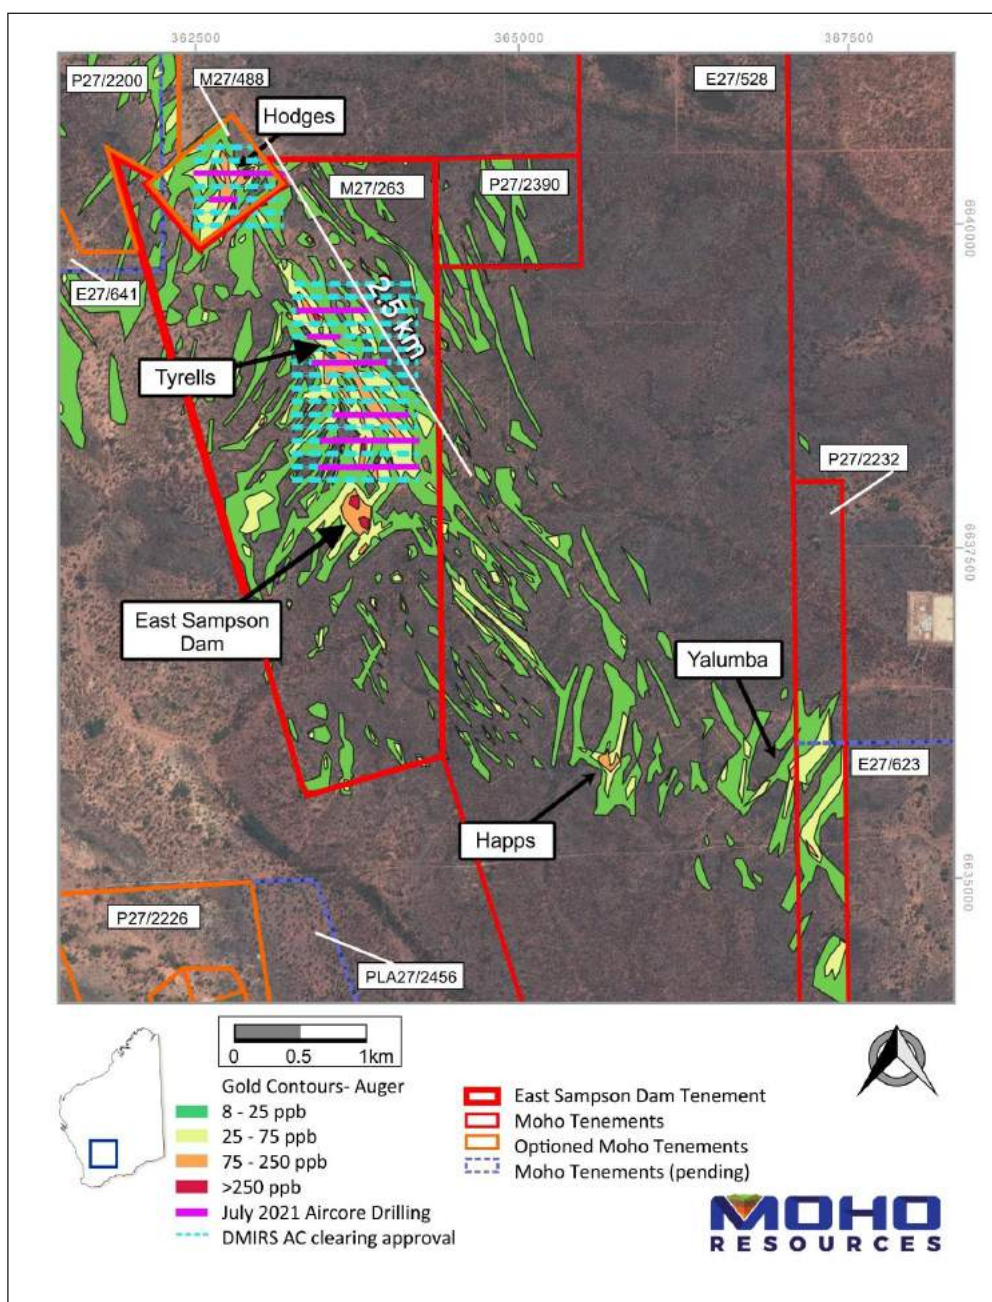 362500
365000
387500
P27/2200
M27/488
E27/528
Hodges
M27/263
P27/2390
6640000
E27/641
2.5 km
Tyrells
P27/2232
6637500
East Sampson
Dam
Yalumba
E27/623
Happs
6635000
P27/2226
PLA27/2456
0 0.5 1km
Gold Contours- Auger
8 - 25 ppb
25 - 75 ppb
75 - 250 ppb
>250 ppb
July 2021 Aircore Drilling
DMIRS AC clearing approval
East Sampson Dam Tenement
Moho Tenements
Optioned Moho Tenements
Moho Tenements (pending)
MOHO
RESOURCES